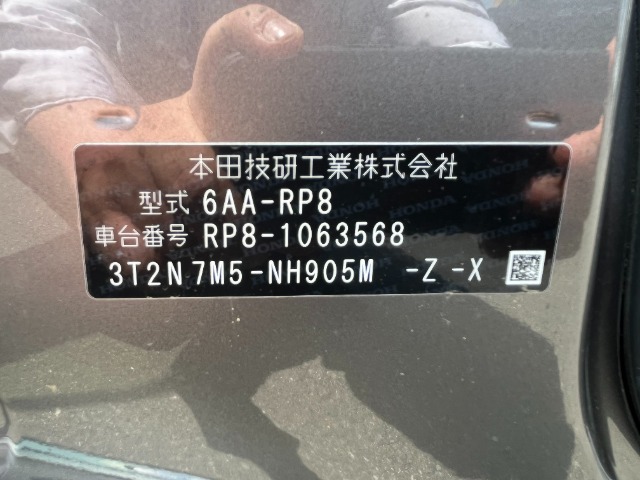 本田技研工業株式会社
型式 6AA-RP8
車台番号 RP8-1063568
3T2N7M5-NH905M -Z -X